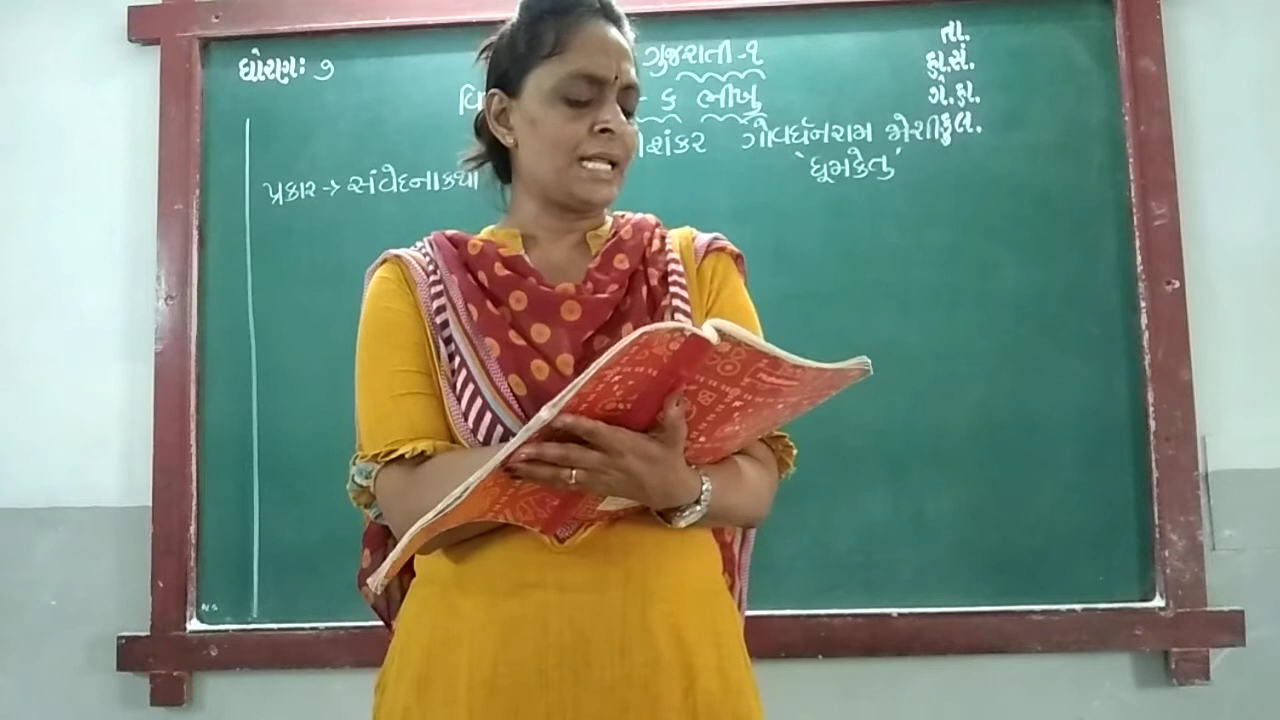 ધોરણ: ૭ ગુજરાતી-૧ તા.
વિ - ક ભીખુ હા.સં.
ગે.હા.
શંકર ગોવર્ધનરામ જોશી કુલ.
'ધૂમકેતુ'
પ્રકાર → સંવેદનાકથા